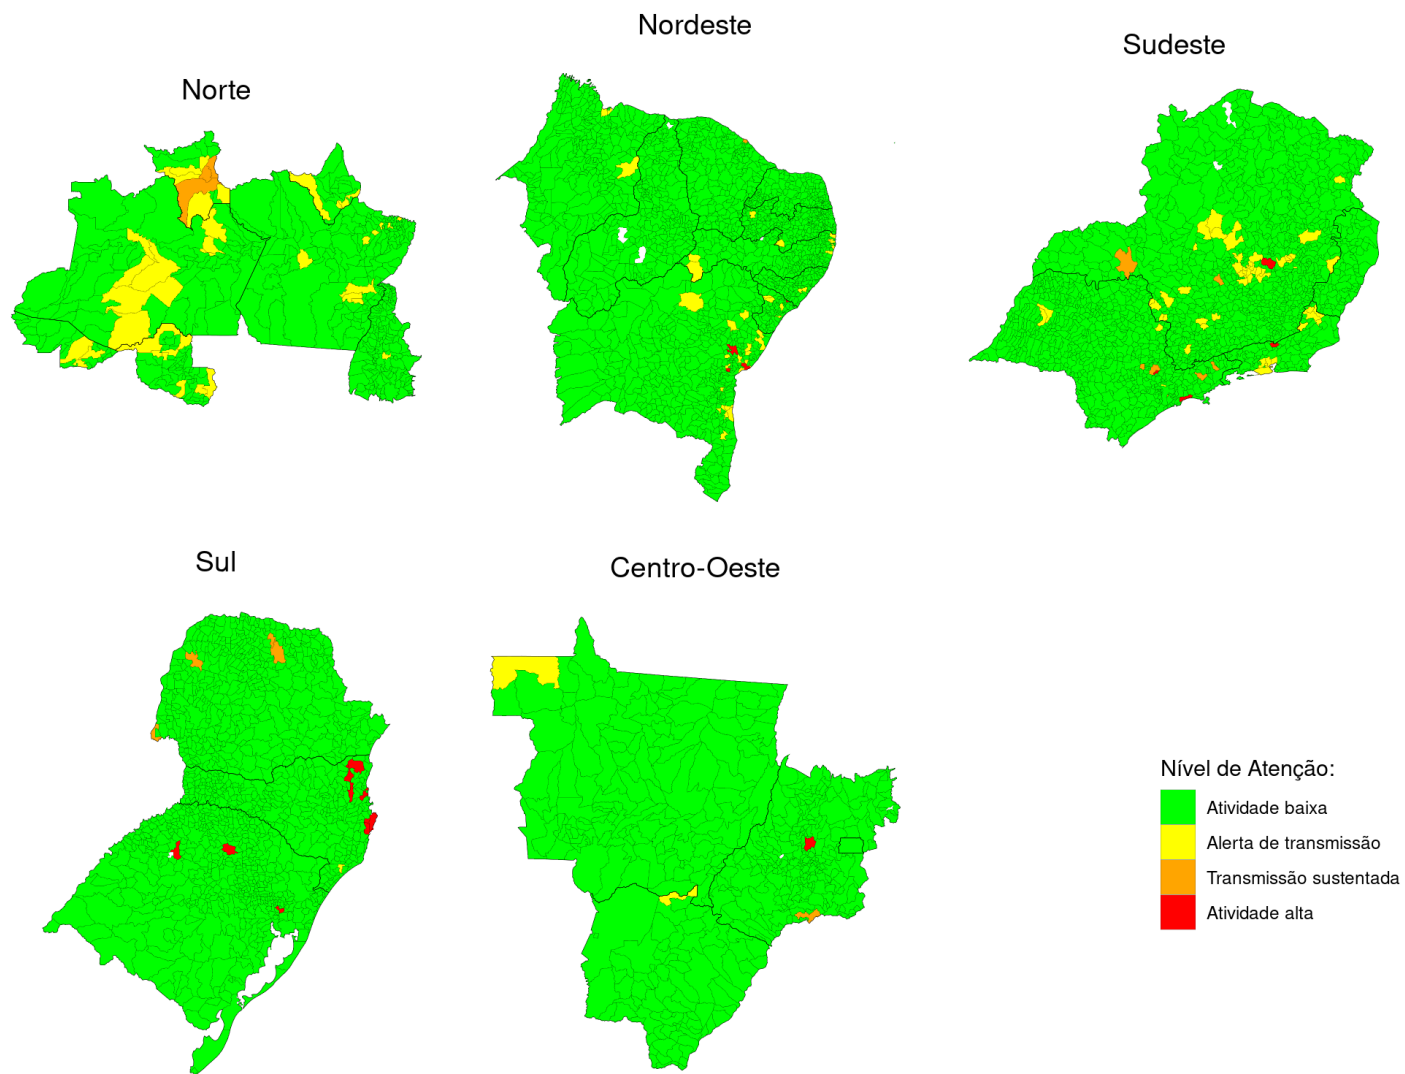 Nordeste
Sudeste
Norte
Sul
Centro-Oeste
Nível de Atenção:
Atividade baixa
Alerta de transmissão
Transmissão sustentada
Atividade alta